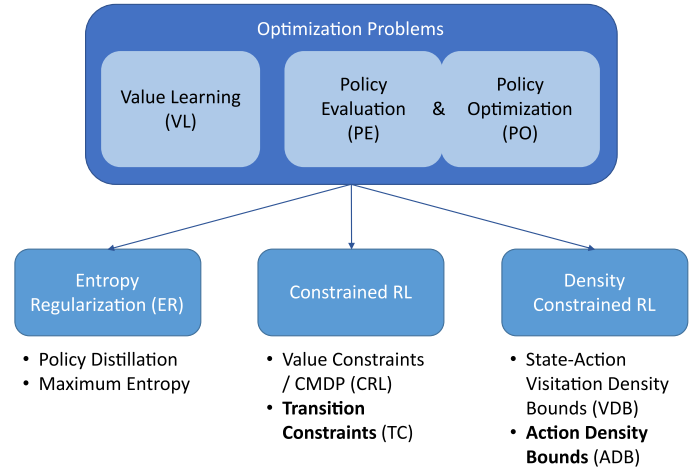 Optimization Problems
Value Learning
(VL)
Policy
Evaluation
(PE)
&
Policy
Optimization
(PO)
Entropy
Regularization (ER)
• Policy Distillation
• Maximum Entropy
Constrained RL
• Value Constraints
/ CMDP (CRL)
• Transition
Constraints (TC)
Density
Constrained RL
• State-Action
Visitation Density
Bounds (VDB)
• Action Density
Bounds (ADB)